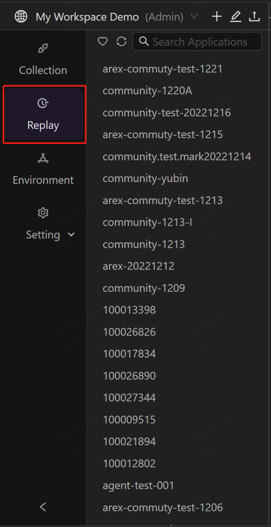 My Workspace Demo (Admin)
Search Applications
Collection
Replay
Environment
Setting
arex-commuty-test-1221
community-1220A
community-test-20221216
arex-commuty-test-1215
community.test.mark20221214
community-yubin
arex-commuty-test-1213
community-1213-I
community-1213
arex-20221212
community-1209
100013398
100026826
100017834
100026890
100027344
100009515
100021894
100012802
agent-test-001
arex-commuty-test-1206